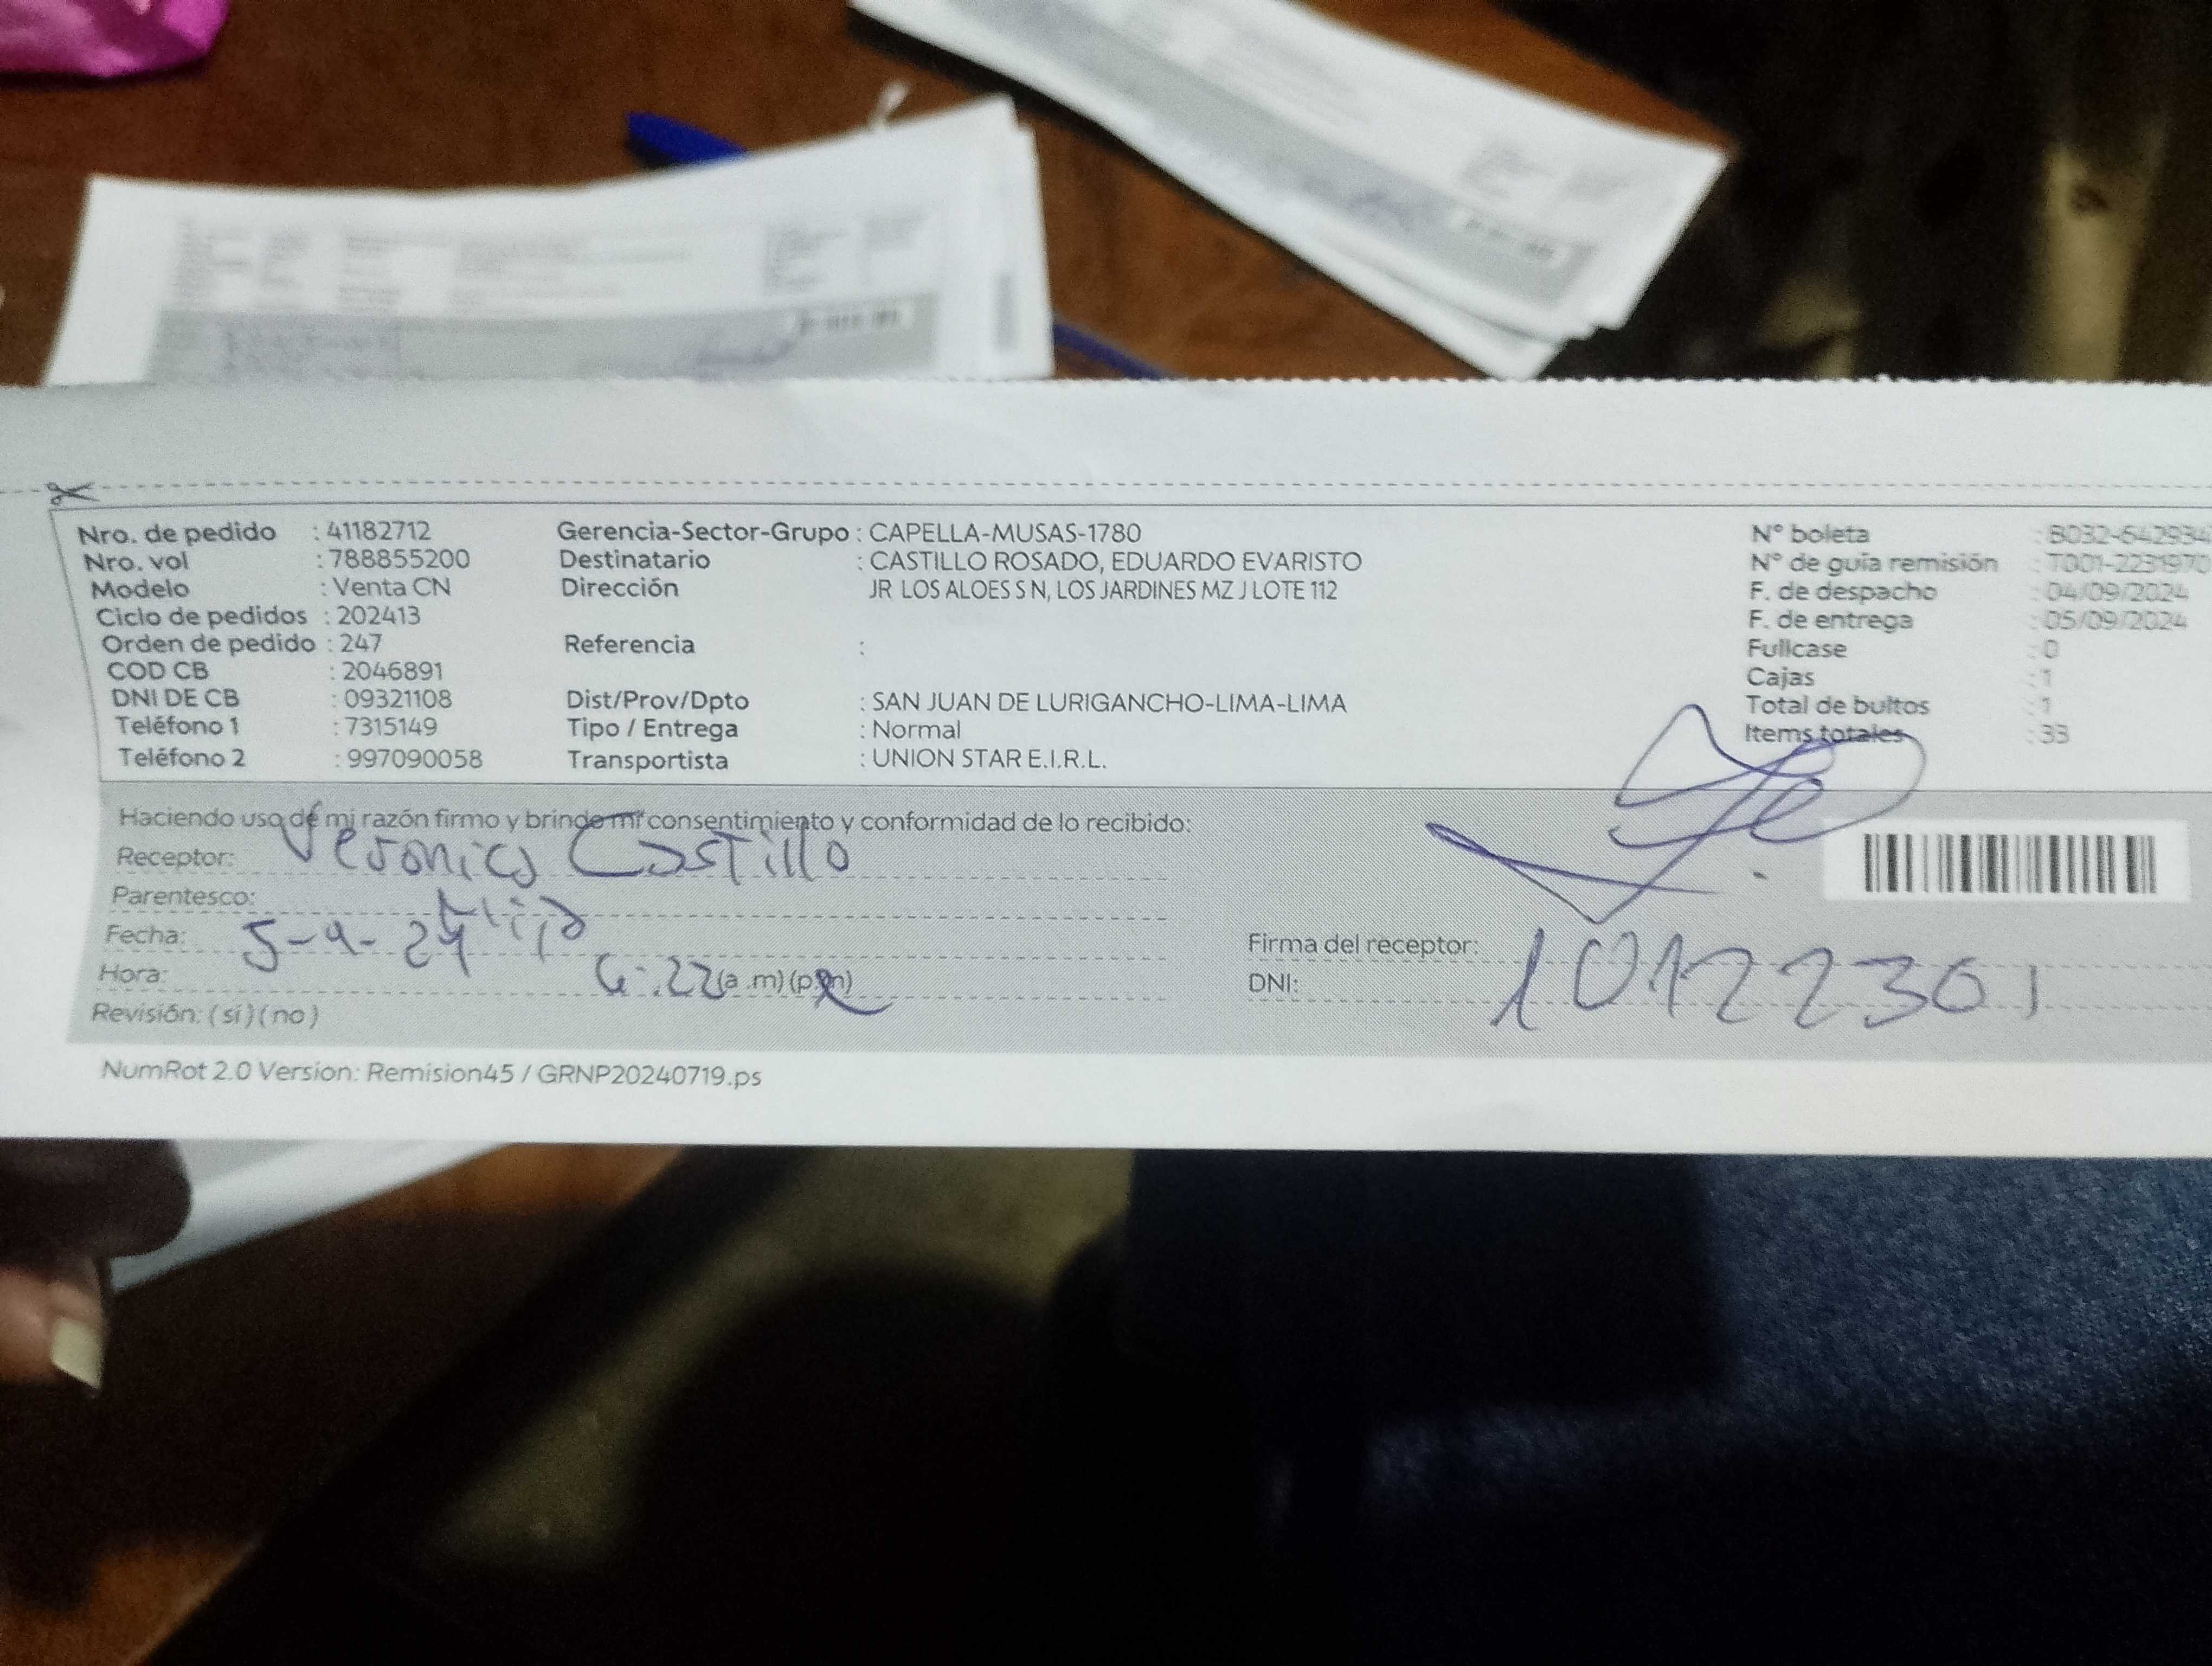 Nro. de pedido : 41182712 Gerencia-Sector-Grupo : CAPELLA-MUSAS-1780 N° boleta : B032-642934
Nro. vol : 788855200 Destinatario : CASTILLO ROSADO, EDUARDO EVARISTO N° de guía remisión : T001-2231970
Modelo : Venta CN Dirección JR LOS ALOES S N, LOS JARDINES MZ J LOTE 112 F. de despacho : 04/09/2024
Ciclo de pedidos : 202413 F. de entrega : 05/09/2024
Orden de pedido : 247 Referencia : Fullcase : 0
COD CB : 2046891 Cajas : 1
DNI DE CB : 09321108 Dist/Prov/Dpto : SAN JUAN DE LURIGANCHO-LIMA-LIMA Total de bultos : 1
Teléfono 1 : 7315149 Tipo / Entrega : Normal Items totales : 33
Teléfono 2 : 997090058 Transportista : UNION STAR E.I.R.L.
Haciendo uso de mi razón firmo y brindo mi consentimiento y conformidad de lo recibido:
Receptor: Veronica Castillo
Parentesco: Hija
Fecha: 5-9-24 Firma del receptor:
Hora: 6:22 (a.m) (p.m) DNI: 10122301
Revisión: (si) (no)
NumRot 2.0 Version: Remision45 / GRNP20240719.ps